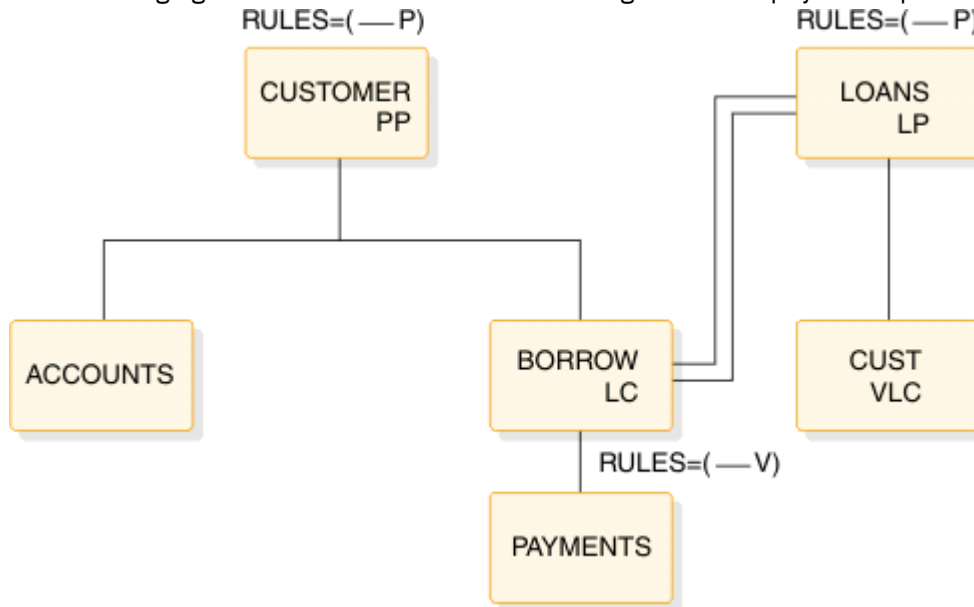 RULES=( — P)
RULES=( — P)
CUSTOMER
PP
LOANS
LP
ACCOUNTS
BORROW
LC
CUST
VLC
RULES=( — V)
PAYMENTS